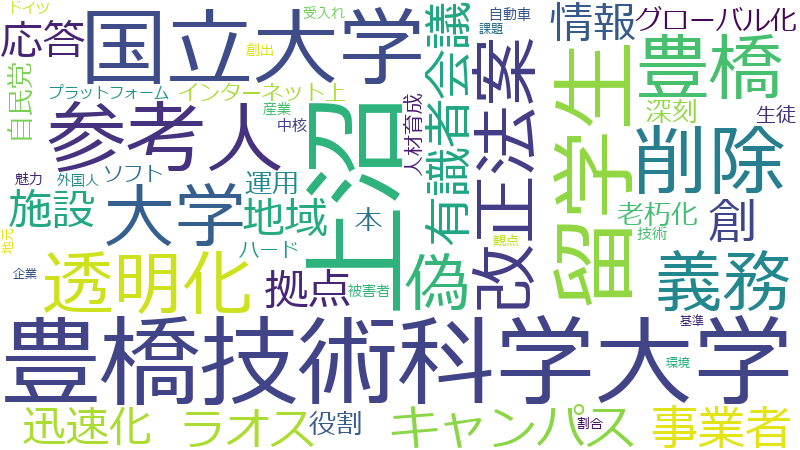 ドイツ
応答
国立大学
受入れ
創出
自動車
課題
情報
グローバル化
自民党
プラットフォーム
インターネット上
産業
中核
参考人
上沼
人材育成
有識者会議
改正法案
留学生
豊橋
深刻
生徒
削除
魅力
外国人
ソフト
運用
施設
大学
地域
本
偽
老朽化
創
技術
地元
ハード
観点
企業
透明化
拠点
被害者
義務
豊橋技術科学大学
基準
環境
迅速化
ラオス
役割
キャンパス
割合
事業者